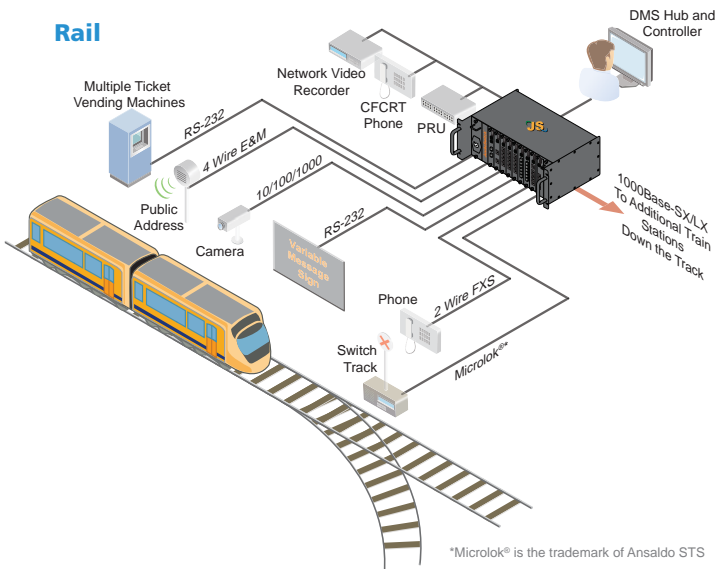 Rail
DMS Hub and
Controller
Network Video
Recorder
CFCRT
Phone
PRU
JS
Multiple Ticket
Vending Machines
RS-232
4 Wire E&M
10/100/1000
Public
Address
Camera
RS-232
Variable
Message
Sign
1000Base-SX/LX
To Additional Train
Stations
Down the Track
Phone
2 Wire FXS
Switch
Track
Microlok®*
*Microlok® is the trademark of Ansaldo STS